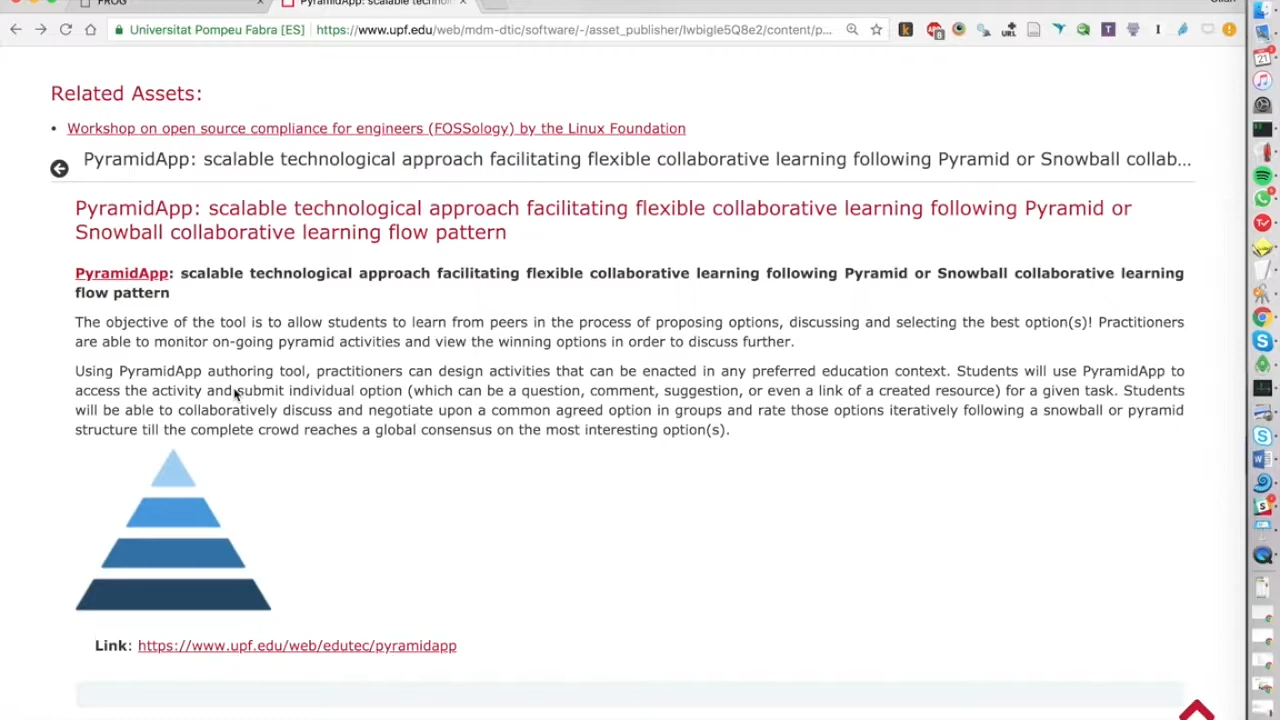 FROG
PyramidApp: scalable technol
Universitat Pompeu Fabra [ES]
https://www.upf.edu/web/mdm-dtic/software/-/asset_publisher/lwbigle5Q8e2/content/p...
Related Assets:
• Workshop on open source compliance for engineers (FOSSology) by the Linux Foundation
PyramidApp: scalable technological approach facilitating flexible collaborative learning following Pyramid or Snowball collab...
PyramidApp: scalable technological approach facilitating flexible collaborative learning following Pyramid or
Snowball collaborative learning flow pattern
PyramidApp: scalable technological approach facilitating flexible collaborative learning following Pyramid or Snowball collaborative learning
flow pattern
The objective of the tool is to allow students to learn from peers in the process of proposing options, discussing and selecting the best option(s)! Practitioners
are able to monitor on-going pyramid activities and view the winning options in order to discuss further.
Using PyramidApp authoring tool, practitioners can design activities that can be enacted in any preferred education context. Students will use PyramidApp to
access the activity and submit individual option (which can be a question, comment, suggestion, or even a link of a created resource) for a given task. Students
will be able to collaboratively discuss and negotiate upon a common agreed option in groups and rate those options iteratively following a snowball or pyramid
structure till the complete crowd reaches a global consensus on the most interesting option(s).
Link: https://www.upf.edu/web/edutec/pyramidapp